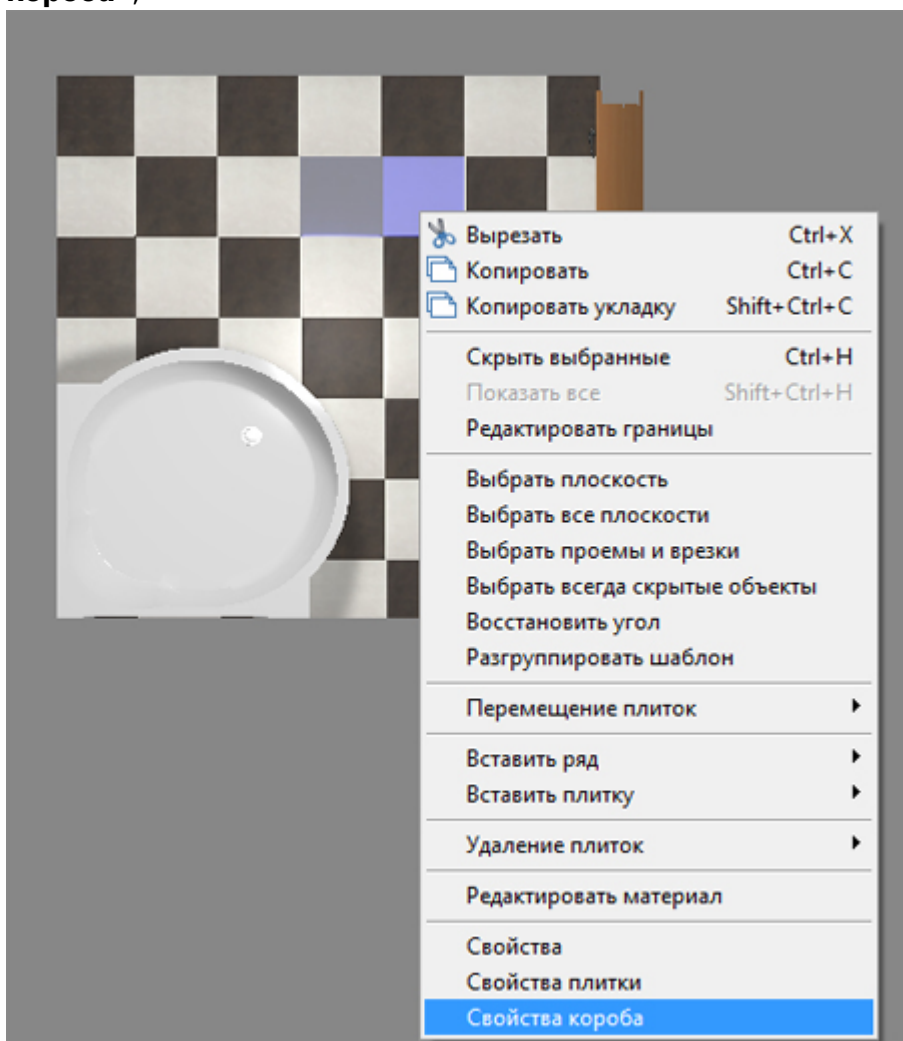 Вырезать Ctrl+X
Копировать Ctrl+C
Копировать укладку Shift+Ctrl+C
Скрыть выбранные Ctrl+H
Показать все Shift+Ctrl+H
Редактировать границы
Выбрать плоскость
Выбрать все плоскости
Выбрать проемы и врезки
Выбрать всегда скрытые объекты
Восстановить угол
Разгруппировать шаблон
Перемещение плиток
Вставить ряд
Вставить плитку
Удаление плиток
Редактировать материал
Свойства
Свойства плитки
Свойства короба